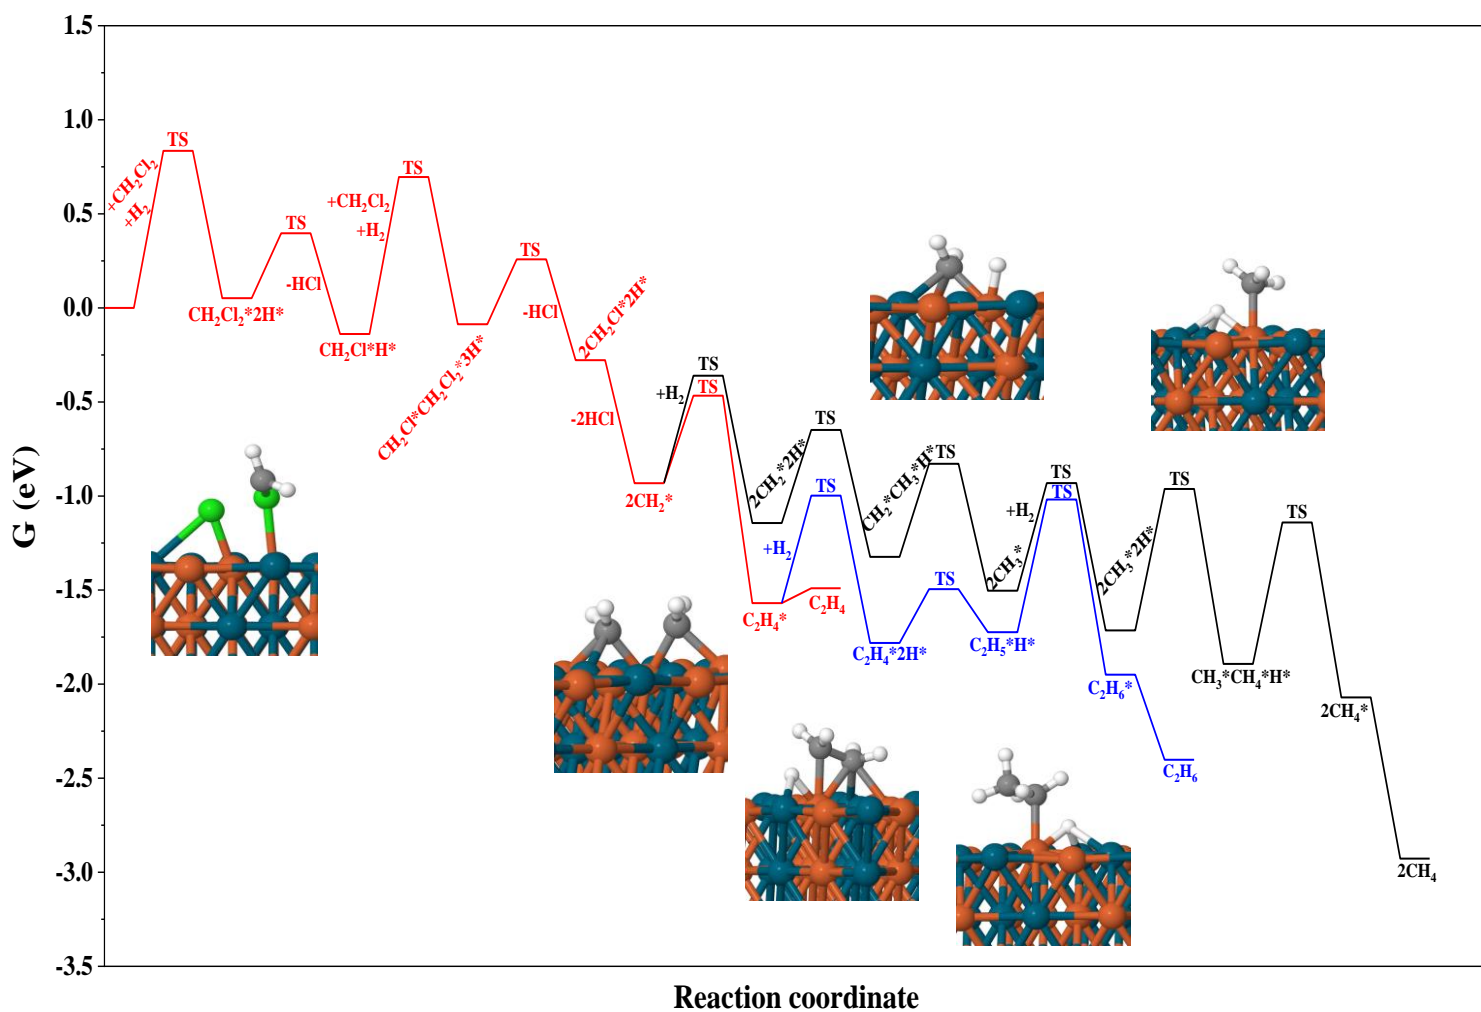 G (eV)
1.5
1.0
0.5
0.0
-0.5
-1.0
-1.5
-2.0
-2.5
-3.0
-3.5
+CH₂Cl₂
+H₂
TS
CH₂Cl₂*2H*
TS
-HCl
CH₂Cl*H*
+CH₂Cl₂
+H₂
TS
CH₂Cl*CH₂Cl₂*3H*
TS
-HCl
2CH₂Cl*2H*
-2HCl
2CH₂*
+H₂
TS
TS
2CH₂*2H*
C₂H₄*
C₂H₄
+H₂
TS
TS
CH₂*CH₃*H*
C₂H₄*2H*
TS
TS
2CH₃*
C₂H₅*H*
+H₂
TS
TS
2CH₃*2H*
C₂H₆*
C₂H₆
TS
CH₃*CH₄*H*
TS
2CH₄*
2CH₄
Reaction coordinate